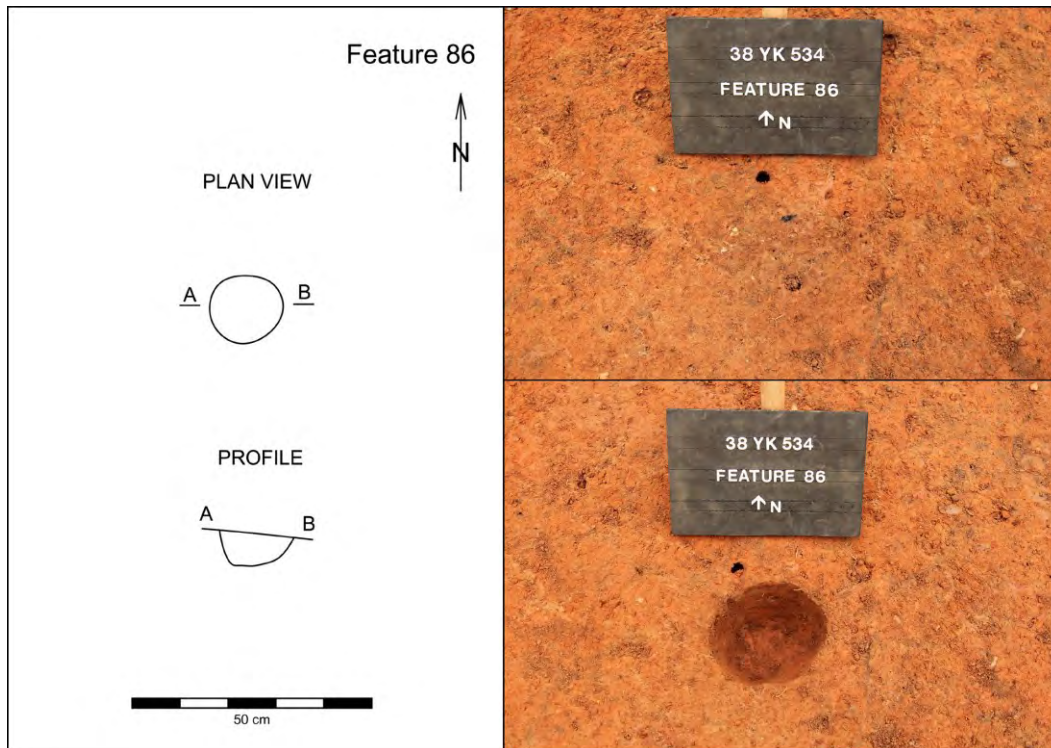 Feature 86
N
PLAN VIEW
A B
PROFILE
A B
50 cm
38 YK 534
FEATURE 86
↑ N
38 YK 534
FEATURE 86
↑ N